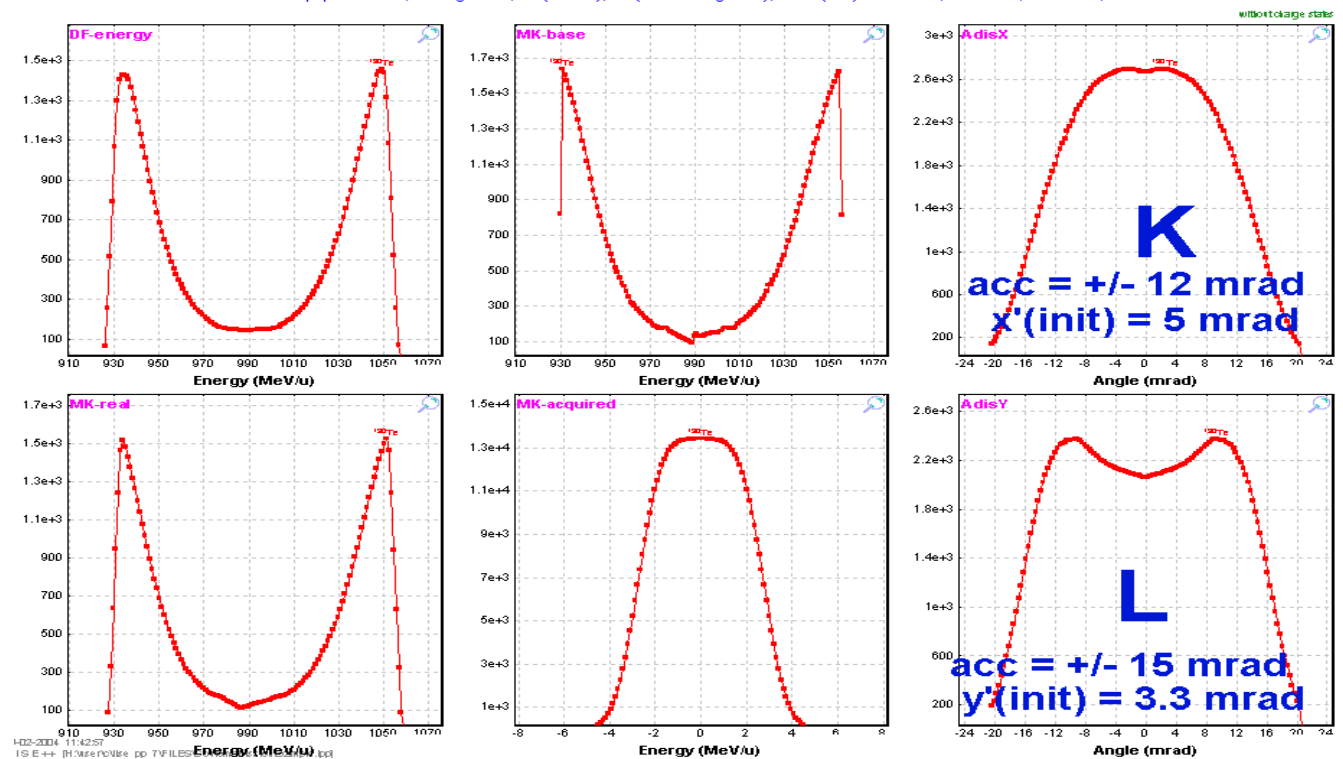 without charge states
DF-energy
MK-base
AdisX
1.5e+3
1.3e+3
1.1e+3
900
700
500
300
100
910 930 950 970 990 1010 1030 1050 1070
Energy (MeV/u)
1.7e+3
1.5e+3
1.3e+3
1.1e+3
900
700
500
300
100
910 930 950 970 990 1010 1030 1050 1070
Energy (MeV/u)
3e+3
2.6e+3
2.2e+3
1.8e+3
1.4e+3
1e+3
600
200
K
acc = +/- 12 mrad
x'(init) = 5 mrad
-24 -20 -16 -12 -8 -4 0 4 8 12 16 20 24
Angle (mrad)
MK-real
MK-acquired
AdisY
1.7e+3
1.5e+3
1.3e+3
1.1e+3
900
700
500
300
100
910 930 950 970 990 1010 1030 1050 1070
Energy (MeV/u)
1.5e+4
1.3e+4
1.1e+4
9e+3
7e+3
5e+3
3e+3
1e+3
-8 -6 -4 -2 0 2 4 6 8
Energy (MeV/u)
2.6e+3
2.2e+3
1.8e+3
1.4e+3
1e+3
600
200
L
acc = +/- 15 mrad
y'(init) = 3.3 mrad
-24 -20 -16 -12 -8 -4 0 4 8 12 16 20 24
Angle (mrad)
-02-2004 11:42:57